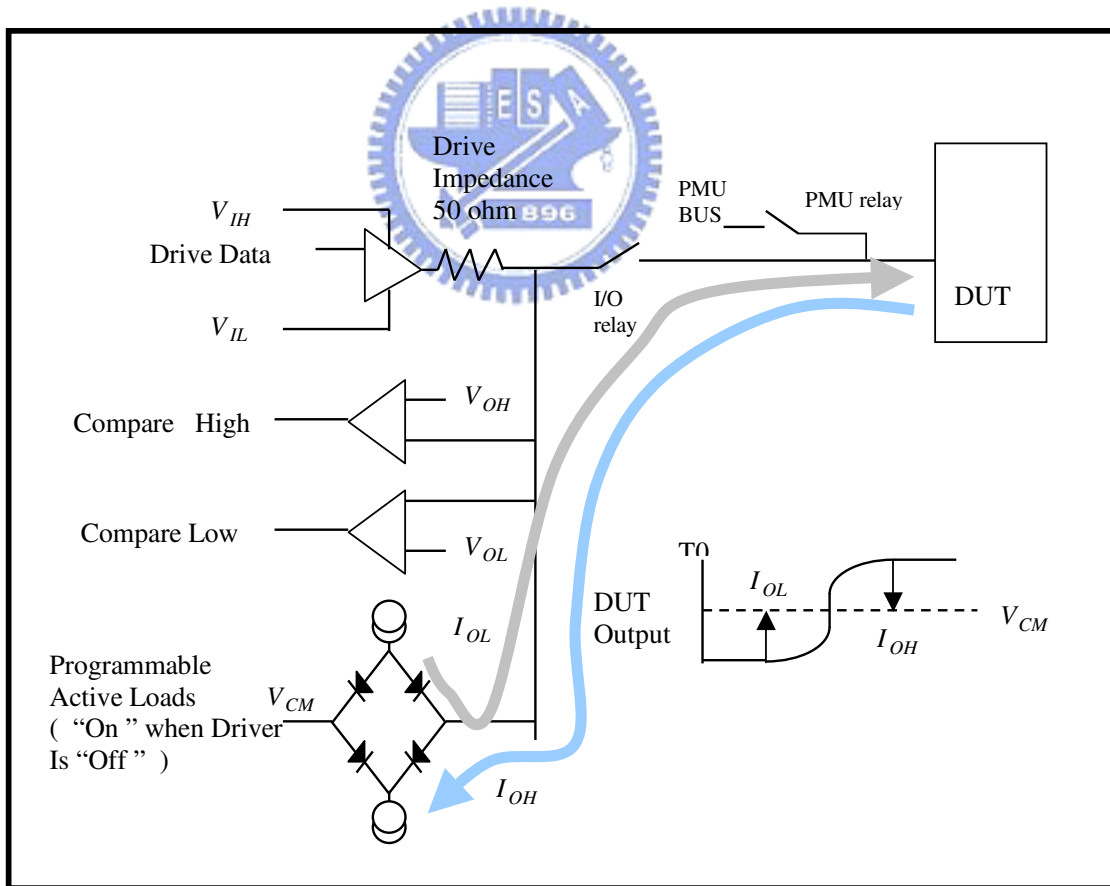 E S A
1896
Drive
Impedance
50 ohm
V_IH
Drive Data
V_IL
PMU
BUS
PMU relay
I/O
relay
DUT
V_OH
Compare High
Compare Low
V_OL
T0
I_OL
DUT
Output
V_CM
I_OH
I_OL
Programmable
Active Loads
( “On ” when Driver
Is “Off ” )
V_CM
I_OH